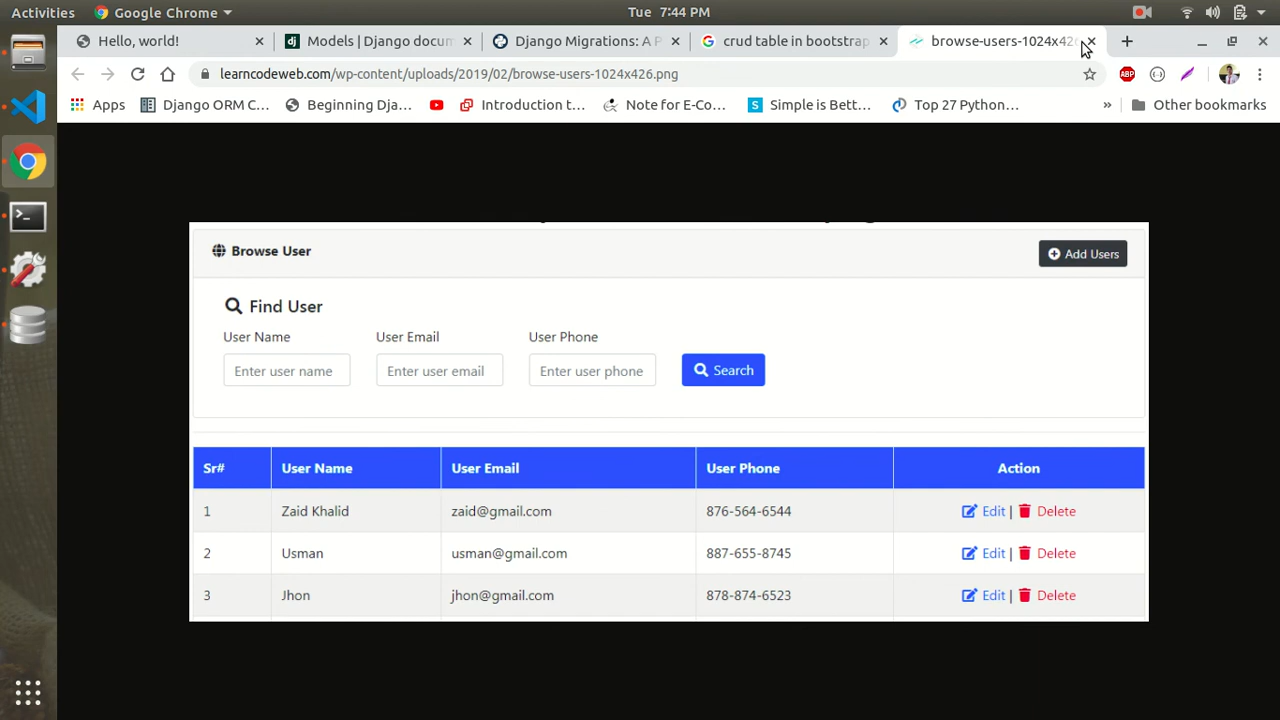 Activities Google Chrome Tue 7:44 PM
Hello, world! Models | Django docum Django Migrations: A P crud table in bootstrap browse-users-1024x426
learncodeweb.com/wp-content/uploads/2019/02/browse-users-1024x426.png ABP
Apps Django ORM C... Beginning Dja... Introduction t... Note for E-Co... S Simple is Bett... Top 27 Python... » Other bookmarks
Browse User Add Users
Find User
User Name User Email User Phone
Enter user name Enter user email Enter user phone Search
Sr# User Name User Email User Phone Action
1 Zaid Khalid zaid@gmail.com 876-564-6544 Edit | Delete
2 Usman usman@gmail.com 887-655-8745 Edit | Delete
3 Jhon jhon@gmail.com 878-874-6523 Edit | Delete